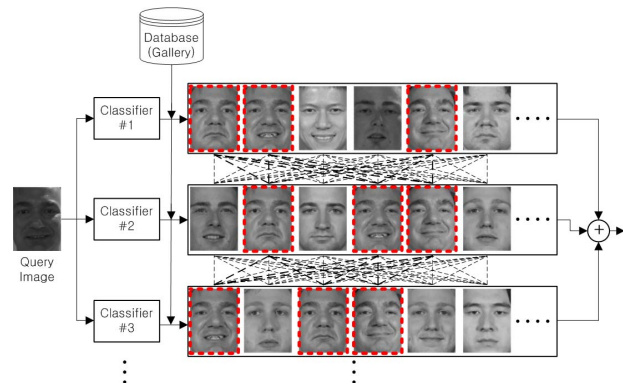 Database
(Gallery)
Classifier
#1
Classifier
#2
Query
Image
Classifier
#3